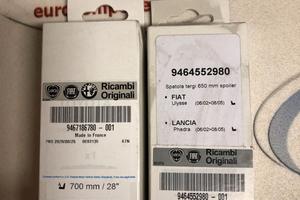 euro
Ricambi
Originali
9467186780 - 001
Made in France
700 mm / 28"
9464552980
Spatola tergi 650 mm spoiler
• FIAT
Ulysse (06/02>08/05)
• LANCIA
Phedra (06/02>08/05)
Ricambi
Originali
9464552980 - 001